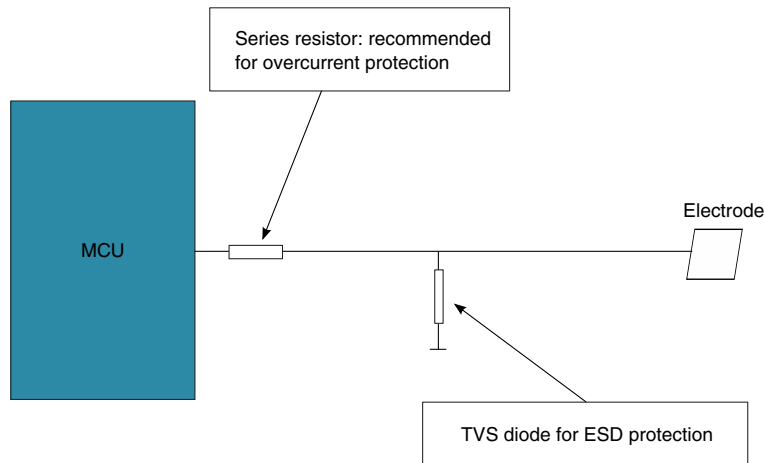 Series resistor: recommended
for overcurrent protection
Electrode
MCU
TVS diode for ESD protection